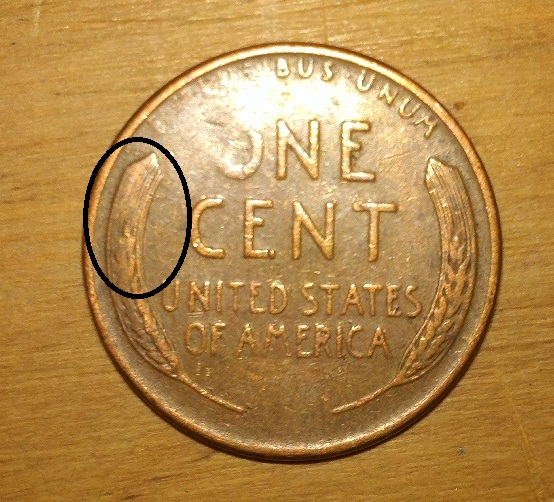 BUS UNUM
ONE
CENT
UNITED STATES
OF AMERICA